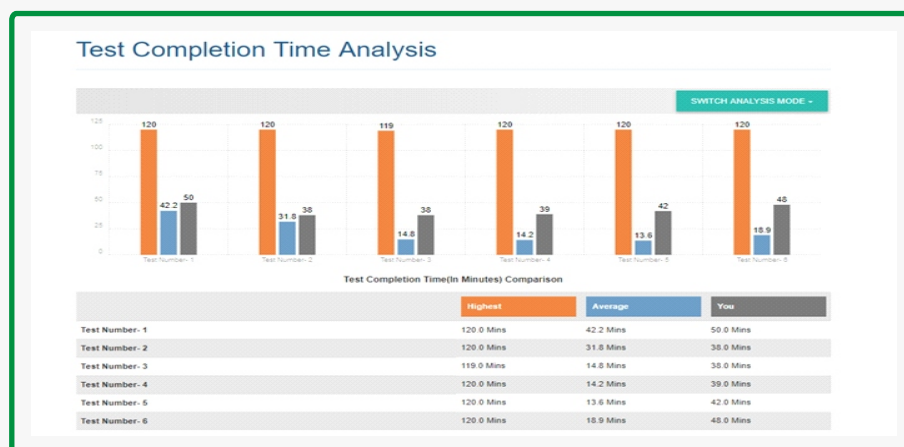 Test Completion Time Analysis
SWITCH ANALYSIS MODE
125
120 120 119 120 120 120
100
75
50
42.2 50 31.8 38 14.8 38 14.2 39 13.6 42 18.9 48
25
0
Test Number- 1 Test Number- 2 Test Number- 3 Test Number- 4 Test Number- 5 Test Number- 6
Test Completion Time(In Minutes) Comparison
Highest Average You
Test Number- 1 120.0 Mins 42.2 Mins 50.0 Mins
Test Number- 2 120.0 Mins 31.8 Mins 38.0 Mins
Test Number- 3 119.0 Mins 14.8 Mins 38.0 Mins
Test Number- 4 120.0 Mins 14.2 Mins 39.0 Mins
Test Number- 5 120.0 Mins 13.6 Mins 42.0 Mins
Test Number- 6 120.0 Mins 18.9 Mins 48.0 Mins